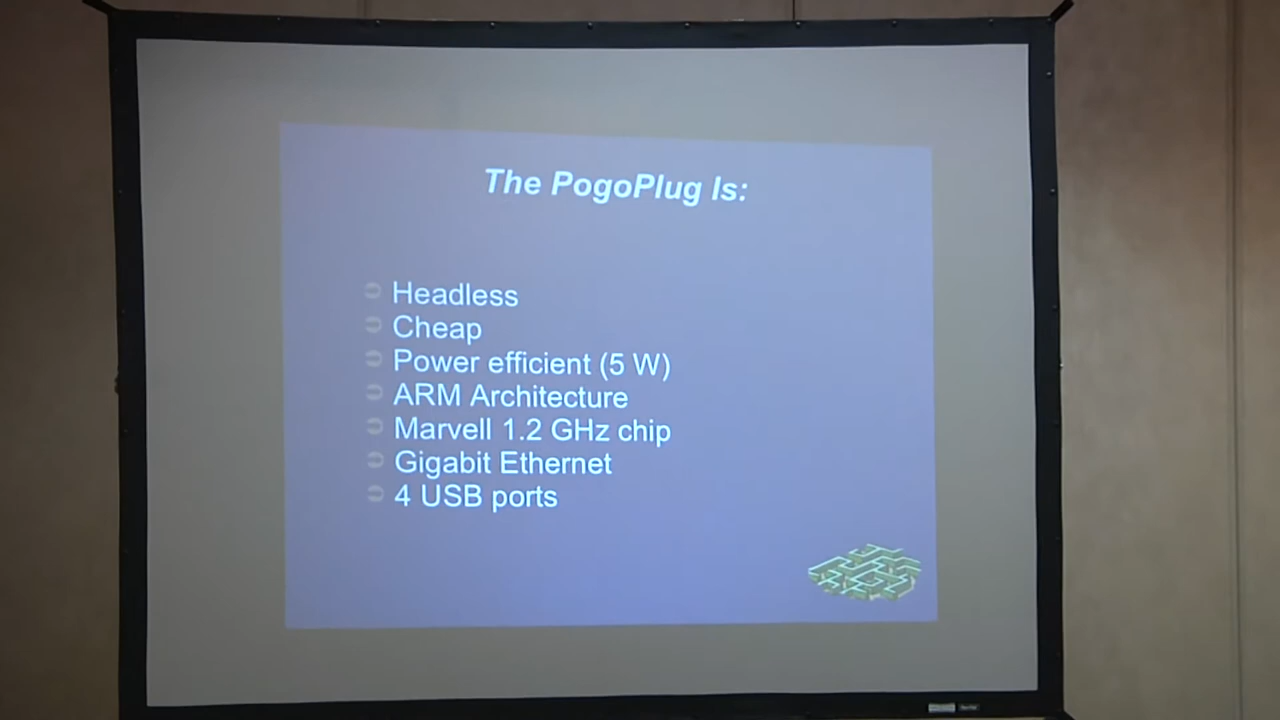 The PogoPlug Is:
Headless
Cheap
Power efficient (5 W)
ARM Architecture
Marvell 1.2 GHz chip
Gigabit Ethernet
4 USB ports